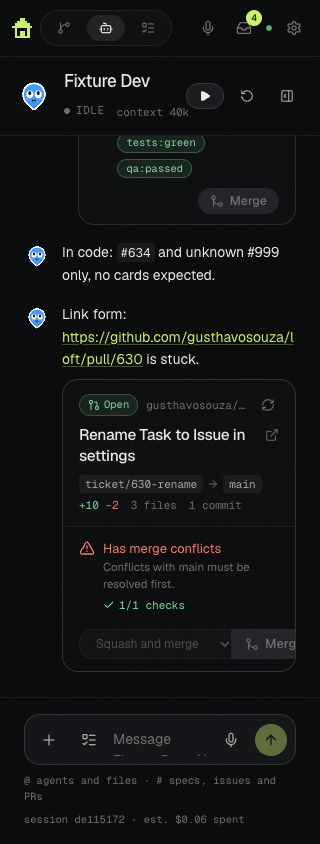 4
Fixture Dev
IDLE context 40k
tests:green
qa:passed
Merge
In code: #634 and unknown #999
only, no cards expected.
Link form:
https://github.com/gusthavosouza/l
oft/pull/630 is stuck.
Open gusthavosouza/…
Rename Task to Issue in
settings
ticket/630-rename → main
+10 −2 3 files 1 commit
Has merge conflicts
Conflicts with main must be
resolved first.
1/1 checks
Squash and merge Merg
Message
@ agents and files · # specs, issues and
PRs
session de115172 · est. $0.06 spent